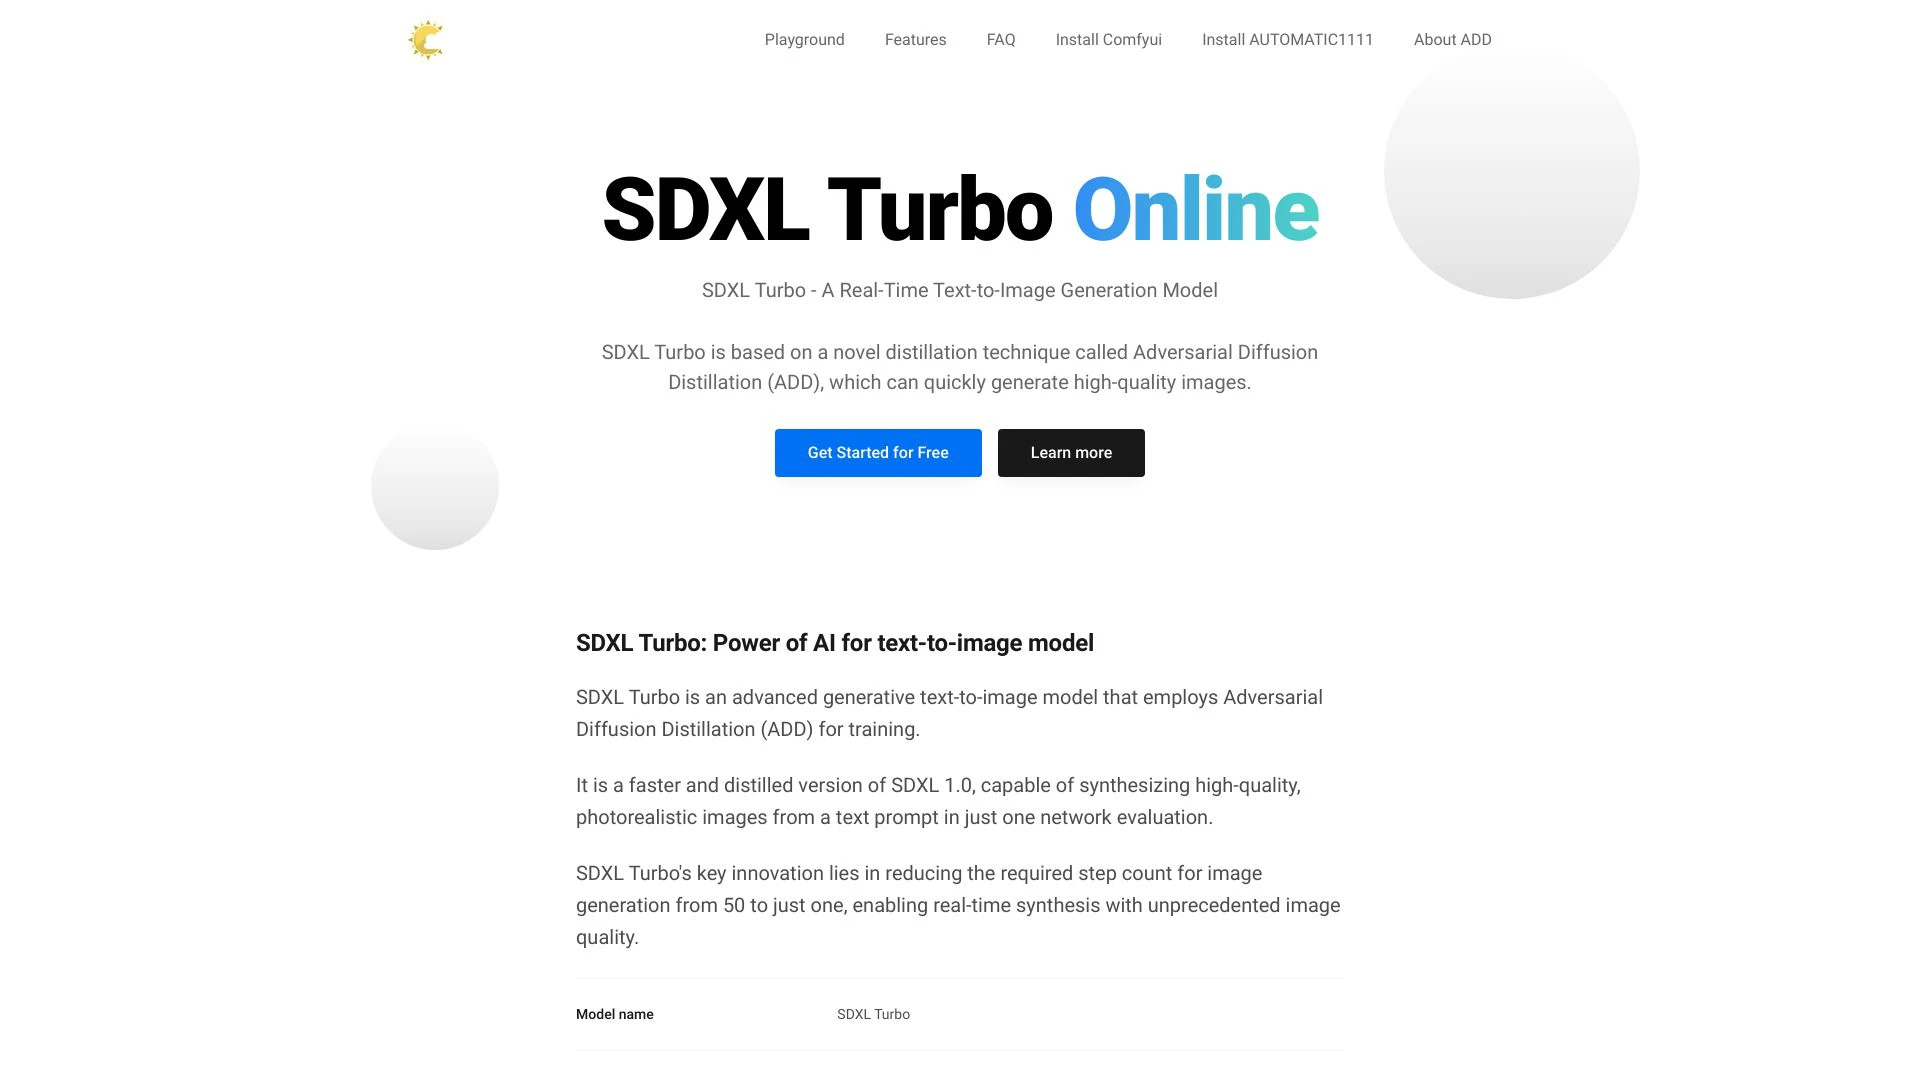 Playground Features FAQ Install Comfyui Install AUTOMATIC1111 About ADD
SDXL Turbo Online
SDXL Turbo - A Real-Time Text-to-Image Generation Model
SDXL Turbo is based on a novel distillation technique called Adversarial Diffusion
Distillation (ADD), which can quickly generate high-quality images.
Get Started for Free Learn more
SDXL Turbo: Power of AI for text-to-image model
SDXL Turbo is an advanced generative text-to-image model that employs Adversarial
Diffusion Distillation (ADD) for training.
It is a faster and distilled version of SDXL 1.0, capable of synthesizing high-quality,
photorealistic images from a text prompt in just one network evaluation.
SDXL Turbo's key innovation lies in reducing the required step count for image
generation from 50 to just one, enabling real-time synthesis with unprecedented image
quality.
Model name SDXL Turbo